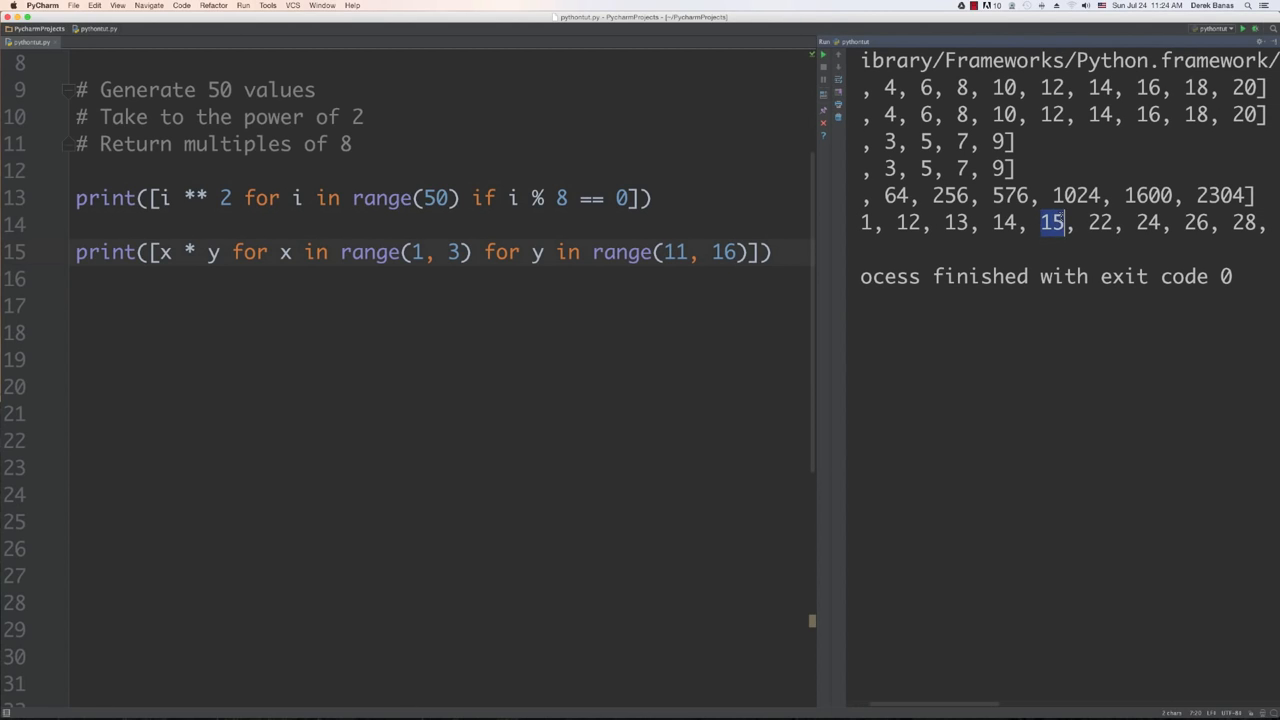 PyCharm File Edit View Navigate Code Refactor Run Tools VCS Window Help
10 Sun Jul 24 11:24 AM Derek Banas
pythontut.py - PycharmProjects - [~/PycharmProjects]
PycharmProjects pythontut.py
pythontut
pythontut.py
Run pythontut
8
9 # Generate 50 values
10 # Take to the power of 2
11 # Return multiples of 8
12
13 print([i ** 2 for i in range(50) if i % 8 == 0])
14
15 print([x * y for x in range(1, 3) for y in range(11, 16)])
16
17
18
19
20
21
22
23
24
25
26
27
28
29
30
31
ibrary/Frameworks/Python.framework/
, 4, 6, 8, 10, 12, 14, 16, 18, 20]
, 4, 6, 8, 10, 12, 14, 16, 18, 20]
, 3, 5, 7, 9]
, 3, 5, 7, 9]
, 64, 256, 576, 1024, 1600, 2304]
1, 12, 13, 14, 15, 22, 24, 26, 28,
ocess finished with exit code 0
2 chars 7:20 LF÷ UTF-8÷